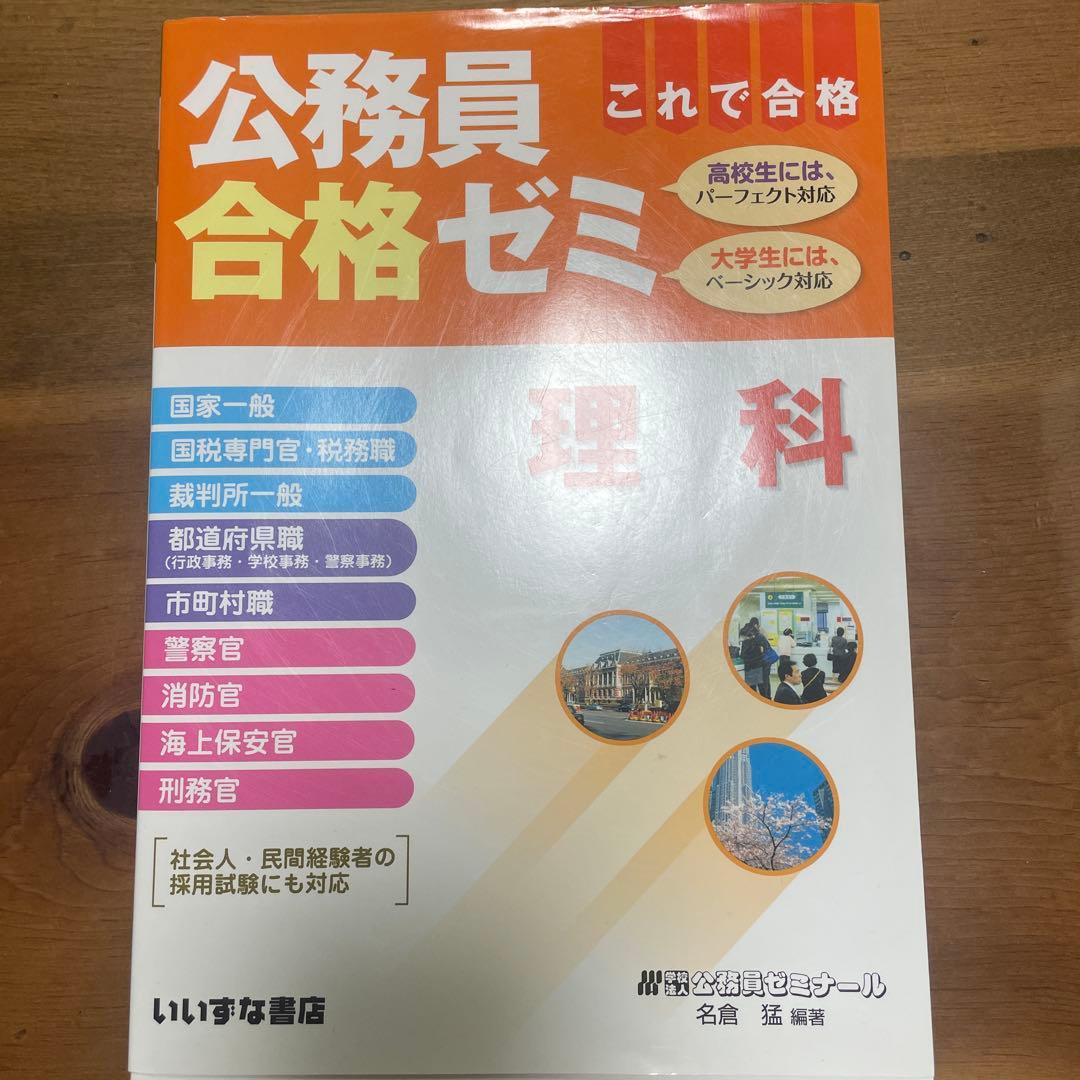 これで合格
公務員
合格ゼミ
高校生には、
パーフェクト対応
大学生には、
ベーシック対応
理科
国家一般
国税専門官・税務職
裁判所一般
都道府県職
(行政事務・学校事務・警察事務)
市町村職
警察官
消防官
海上保安官
刑務官
社会人・民間経験者の
採用試験にも対応
いいずな書店
学校法人 公務員ゼミナール
名倉 猛 編著